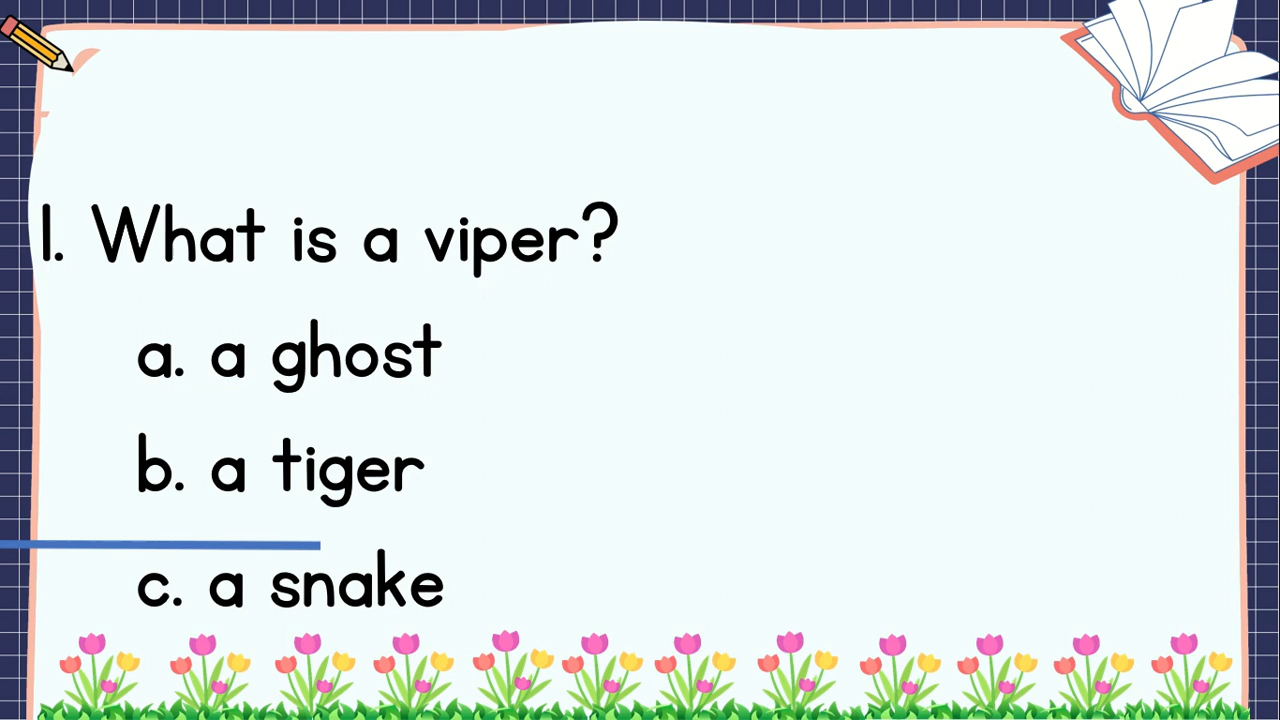 1. What is a viper?
a. a ghost
b. a tiger
c. a snake